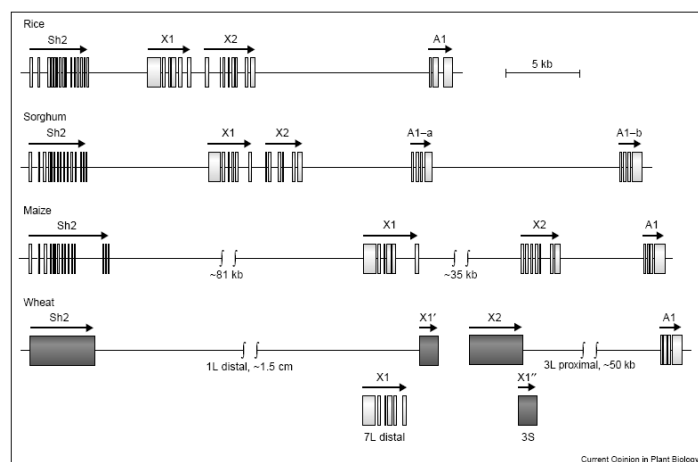 Rice
Sh2 X1 X2 A1
5 kb
Sorghum
Sh2 X1 X2 A1–a A1–b
Maize
Sh2 X1 X2 A1
~81 kb ~35 kb
Wheat
Sh2 X1′ X2 A1
1L distal, ~1.5 cm 3L proximal, ~50 kb
X1 X1′′
7L distal 3S
Current Opinion in Plant Biology